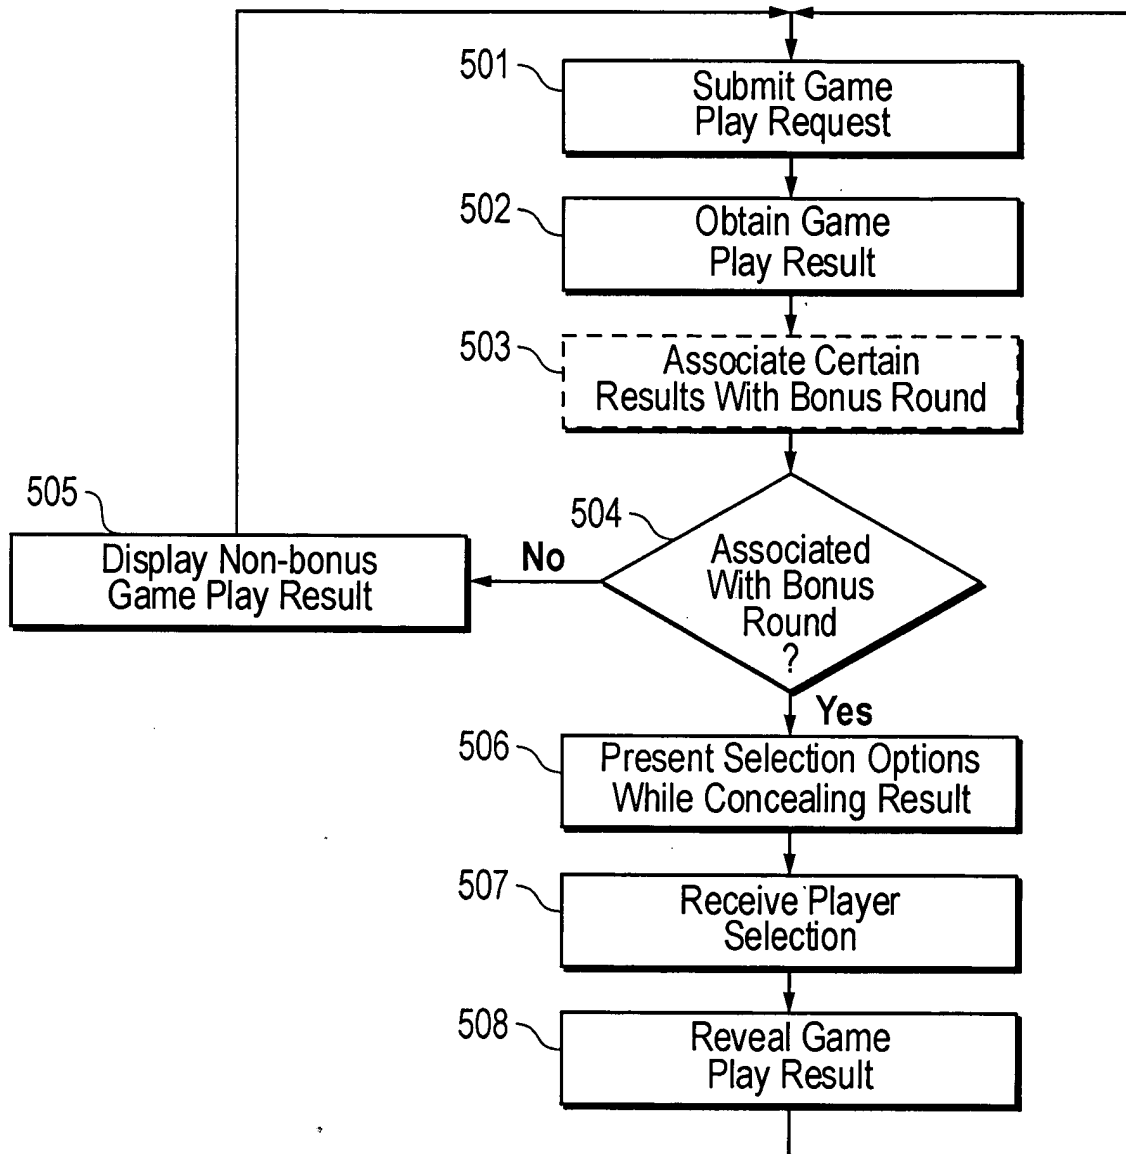 501
Submit Game
Play Request
502
Obtain Game
Play Result
503
Associate Certain
Results With Bonus Round
504
Associated
With Bonus
Round
?
No
505
Display Non-bonus
Game Play Result
Yes
506
Present Selection Options
While Concealing Result
507
Receive Player
Selection
508
Reveal Game
Play Result